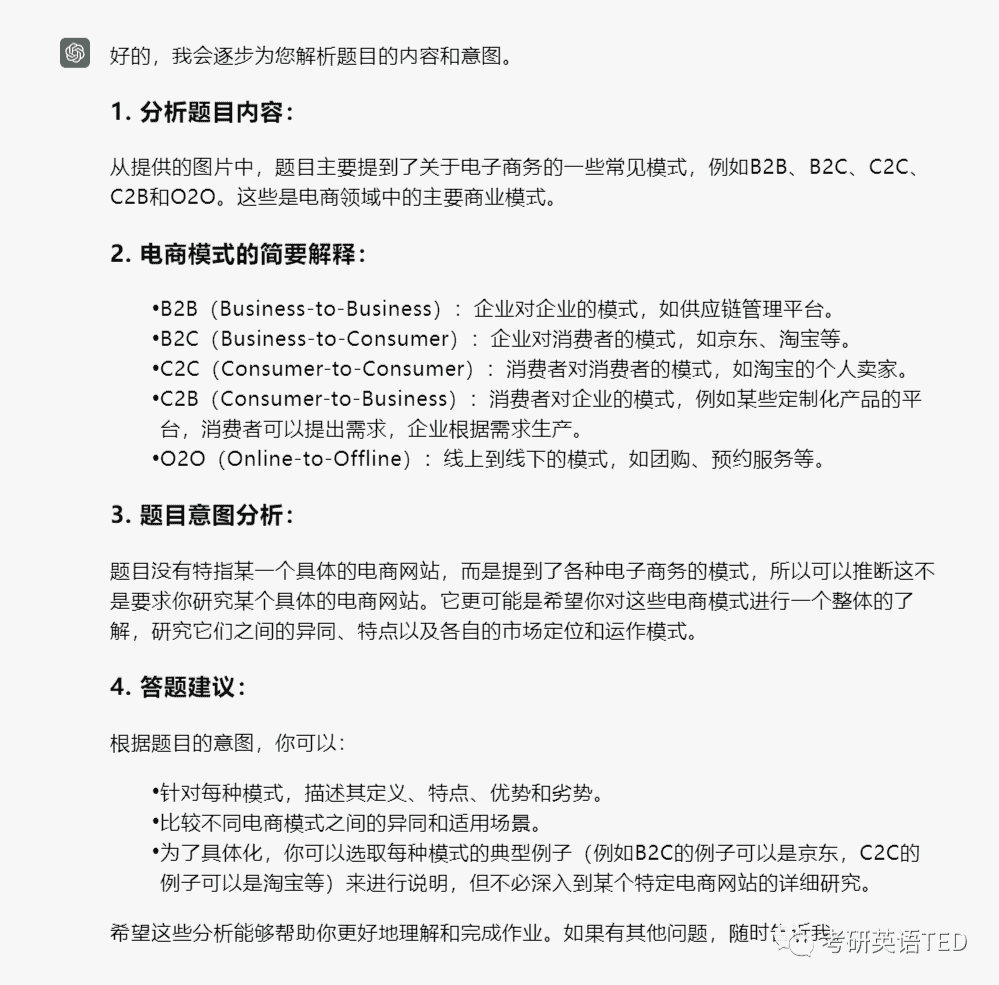 好的，我会逐步为您解析题目的内容和意图。
1. 分析题目内容：
从提供的图片中，题目主要提到了关于电子商务的一些常见模式，例如B2B、B2C、C2C、
C2B和O2O。这些是电商领域中的主要商业模式。
2. 电商模式的简要解释：
•B2B（Business-to-Business）：企业对企业的模式，如供应链管理平台。
•B2C（Business-to-Consumer）：企业对消费者的模式，如京东、淘宝等。
•C2C（Consumer-to-Consumer）：消费者对消费者的模式，如淘宝的个人卖家。
•C2B（Consumer-to-Business）：消费者对企业的模式，例如某些定制化产品的平
台，消费者可以提出需求，企业根据需求生产。
•O2O（Online-to-Offline）：线上到线下的模式，如团购、预约服务等。
3. 题目意图分析：
题目没有特指某一个具体的电商网站，而是提到了各种电子商务的模式，所以可以推断这不
是要求你研究某个具体的电商网站。它更可能是希望你对这些电商模式进行一个整体的了
解，研究它们之间的异同、特点以及各自的市场定位和运作模式。
4. 答题建议：
根据题目的意图，你可以：
•针对每种模式，描述其定义、特点、优势和劣势。
•比较不同电商模式之间的异同和适用场景。
•为了具体化，你可以选取每种模式的典型例子（例如B2C的例子可以是京东，C2C的
例子可以是淘宝等）来进行说明，但不必深入到某个特定电商网站的详细研究。
希望这些分析能够帮助你更好地理解和完成作业。如果有其他问题，随时告诉我
考研英语TED